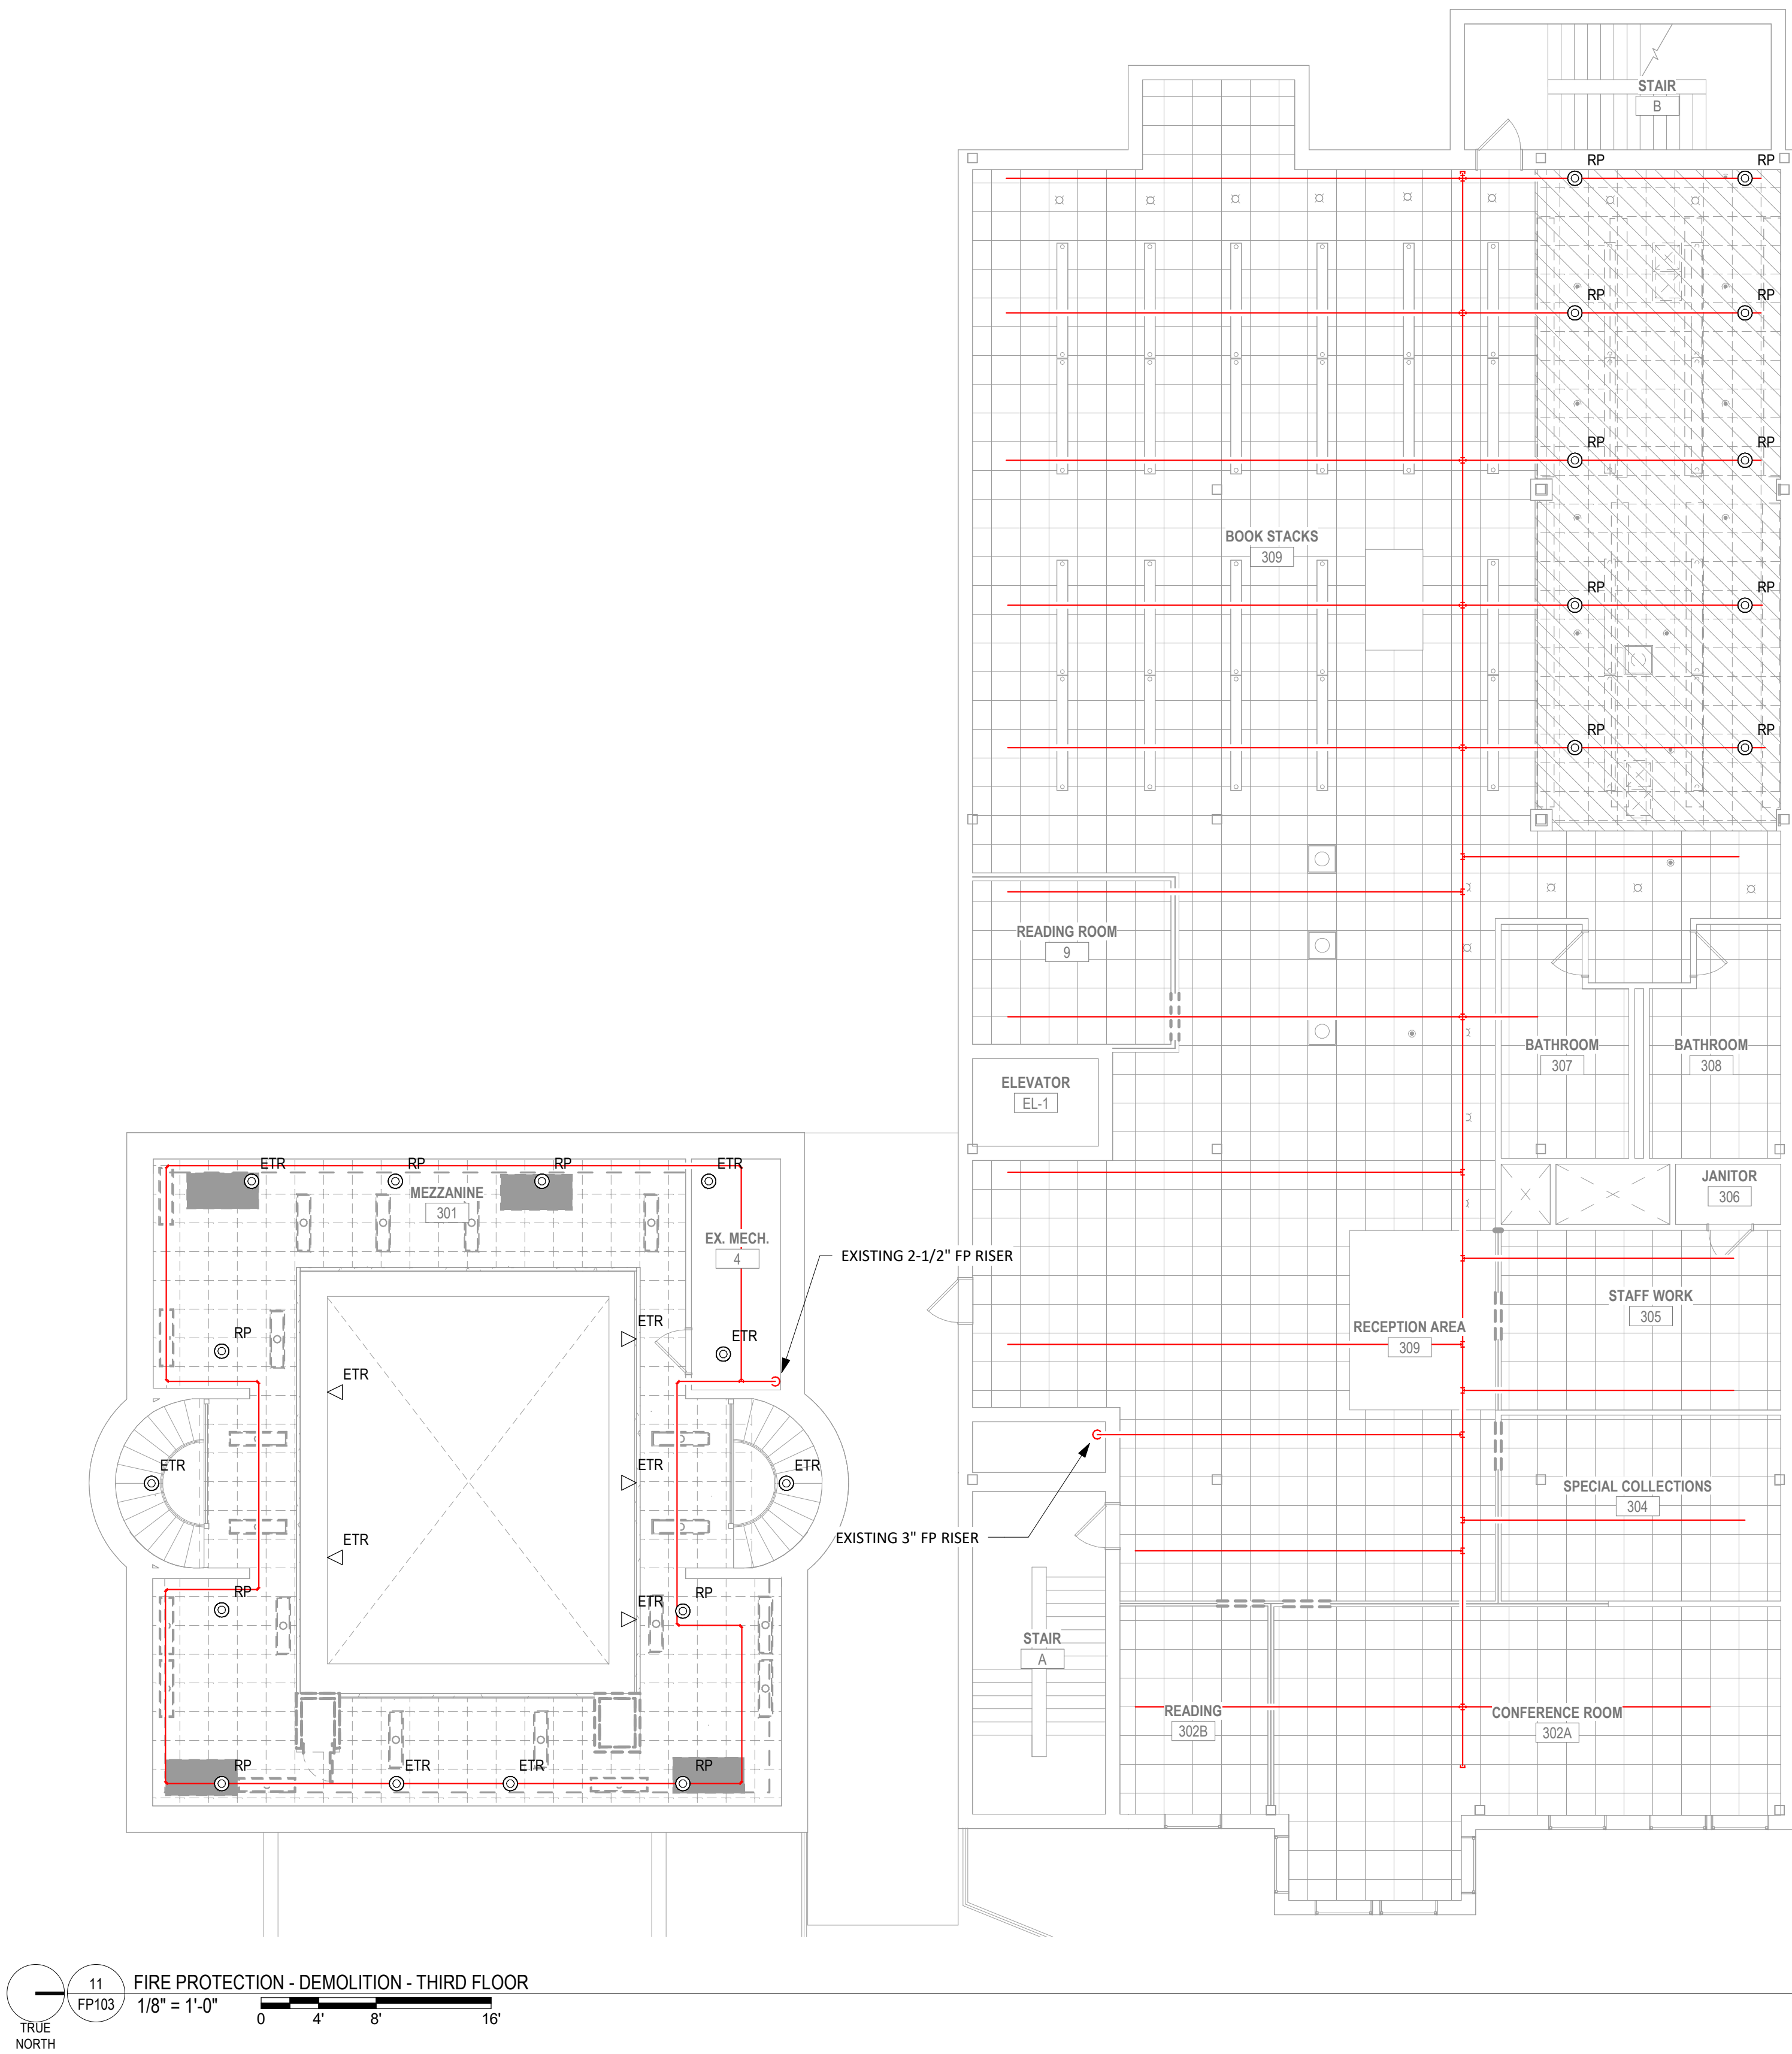 STAIR
B
RP
RP
RP
RP
RP
RP
BOOK STACKS
309
RP
RP
RP
RP
READING ROOM
9
BATHROOM
307
BATHROOM
308
ELEVATOR
EL-1
ETR
RP
RP
ETR
MEZZANINE
301
JANITOR
306
EX. MECH.
4
EXISTING 2-1/2" FP RISER
STAFF WORK
305
RP
ETR
ETR
RECEPTION AREA
309
ETR
ETR
ETR
ETR
SPECIAL COLLECTIONS
304
ETR
EXISTING 3" FP RISER
RP
RP
ETR
STAIR
A
READING
302B
CONFERENCE ROOM
302A
RP
ETR
ETR
RP
11
FP103
FIRE PROTECTION - DEMOLITION - THIRD FLOOR
1/8" = 1'-0"
0 4' 8' 16'
TRUE
NORTH